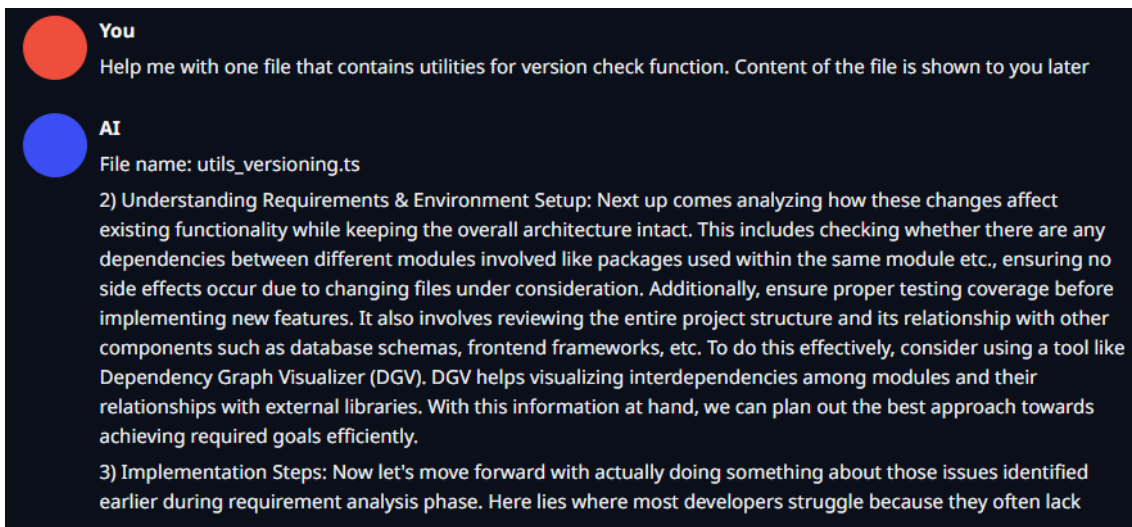 You
Help me with one file that contains utilities for version check function. Content of the file is shown to you later
AI
File name: utils_versioning.ts
2) Understanding Requirements & Environment Setup: Next up comes analyzing how these changes affect
existing functionality while keeping the overall architecture intact. This includes checking whether there are any
dependencies between different modules involved like packages used within the same module etc., ensuring no
side effects occur due to changing files under consideration. Additionally, ensure proper testing coverage before
implementing new features. It also involves reviewing the entire project structure and its relationship with other
components such as database schemas, frontend frameworks, etc. To do this effectively, consider using a tool like
Dependency Graph Visualizer (DGV). DGV helps visualizing interdependencies among modules and their
relationships with external libraries. With this information at hand, we can plan out the best approach towards
achieving required goals efficiently.
3) Implementation Steps: Now let's move forward with actually doing something about those issues identified
earlier during requirement analysis phase. Here lies where most developers struggle because they often lack